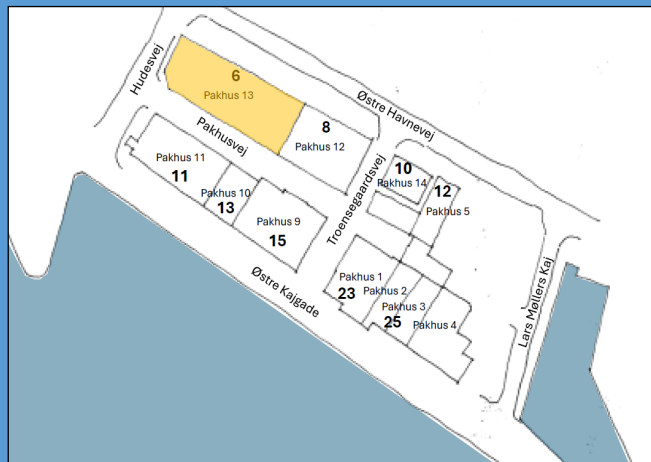 Hudesvej
6
Pakhus 13
Østre Havnevej
8
Pakhus 12
Pakhusvej
Pakhus 11
11
Pakhus 10
13
Pakhus 9
15
Troensegaardsvej
10
Pakhus 14
12
Pakhus 5
Østre Kajgade
Pakhus 1
23
Pakhus 2
Pakhus 3
25
Pakhus 4
Lars Møllers Kaj